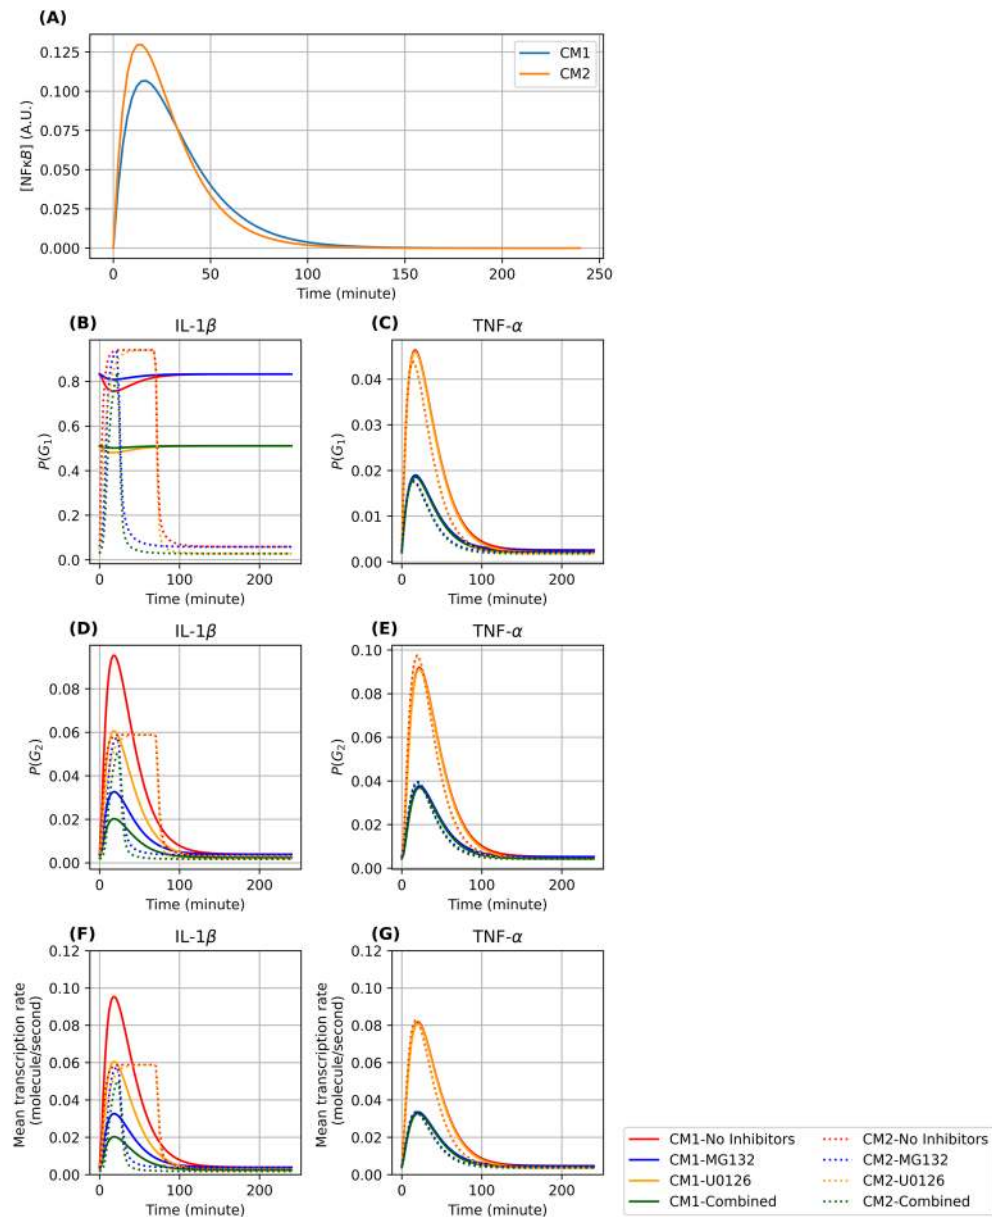 (A)
0.125
0.100
0.075
0.050
0.025
0.000
[NFκB] (A.U.)
CM1
CM2
0 50 100 150 200 250
Time (minute)
(B) IL-1β
0.8
0.6
0.4
0.2
0.0
P(G1)
0 100 200
Time (minute)
(C) TNF-α
0.04
0.03
0.02
0.01
0.00
P(G1)
0 100 200
Time (minute)
(D) IL-1β
0.08
0.06
0.04
0.02
0.00
P(G2)
0 100 200
Time (minute)
(E) TNF-α
0.10
0.08
0.06
0.04
0.02
0.00
P(G2)
0 100 200
Time (minute)
(F) IL-1β
0.12
0.10
0.08
0.06
0.04
0.02
0.00
Mean transcription rate
(molecule/second)
0 100 200
Time (minute)
(G) TNF-α
0.12
0.10
0.08
0.06
0.04
0.02
0.00
Mean transcription rate
(molecule/second)
0 100 200
Time (minute)
CM1-No Inhibitors
CM1-MG132
CM1-U0126
CM1-Combined
CM2-No Inhibitors
CM2-MG132
CM2-U0126
CM2-Combined